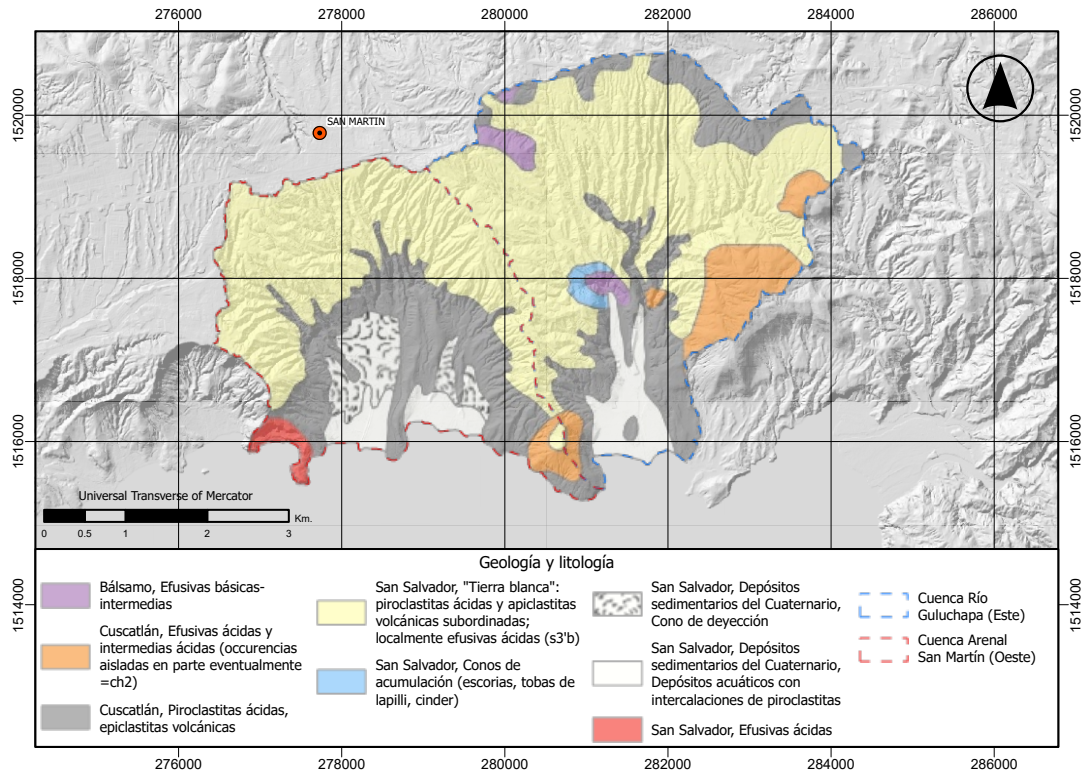 276000
278000
280000
282000
284000
286000
1520000
1520000
SAN MARTIN
1518000
1518000
1516000
1516000
Universal Transverse of Mercator
0
0.5
1
2
3
Km.
1514000
1514000
Geología y litología
Bálsamo, Efusivas básicas-
intermedias
Cuscatlán, Efusivas ácidas y
intermedias ácidas (occurencias
aisladas en parte eventualmente
=ch2)
Cuscatlán, Piroclastitas ácidas,
epiclastitas volcánicas
San Salvador, "Tierra blanca":
piroclastitas ácidas y apiclastitas
volcánicas subordinadas;
localmente efusivas ácidas (s3'b)
San Salvador, Conos de
acumulación (escorias, tobas de
lapilli, cinder)
San Salvador, Depósitos
sedimentarios del Cuaternario,
Cono de deyección
San Salvador, Depósitos
sedimentarios del Cuaternario,
Depósitos acuáticos con
intercalaciones de piroclastitas
San Salvador, Efusivas ácidas
Cuenca Río
Guluchapa (Este)
Cuenca Arenal
San Martín (Oeste)
276000
278000
280000
282000
284000
286000